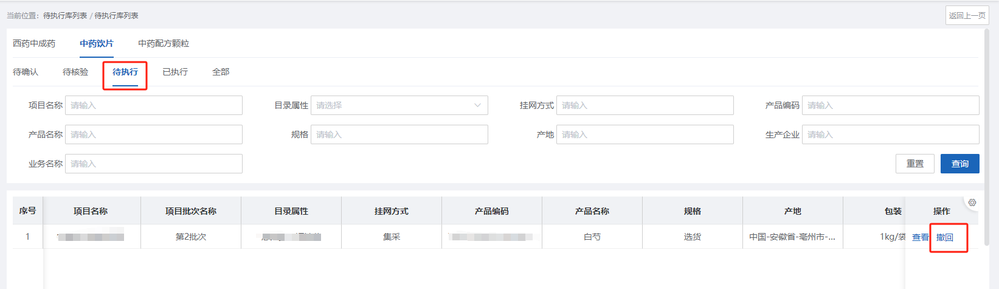 当前位置：待执行库列表 / 待执行库列表 返回上一页
西药中成药 中药饮片 中药配方颗粒
待确认 待核验 待执行 已执行 全部
项目名称 请输入 目录属性 请选择 挂网方式 请输入 产品编码 请输入
产品名称 请输入 规格 请输入 产地 请输入 生产企业 请输入
业务名称 请输入 重置 查询
序号 项目名称 项目批次名称 目录属性 挂网方式 产品编码 产品名称 规格 产地 包装 操作
1 第2批次 集采 白芍 选货 中国-安徽省-亳州市-... 1kg/袋 查看 撤回